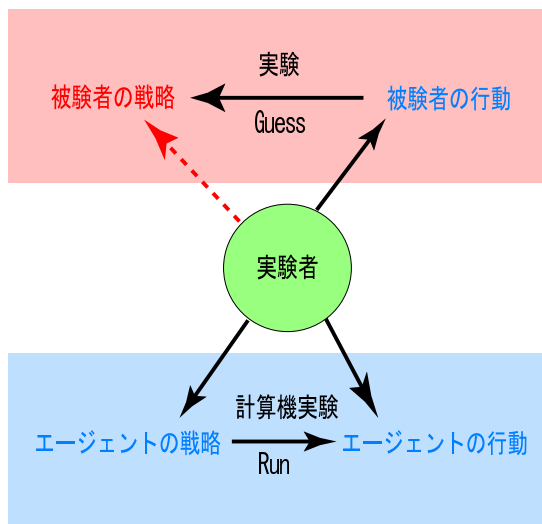 実験
被験者の戦略
被験者の行動
Guess
実験者
計算機実験
エージェントの戦略
エージェントの行動
Run